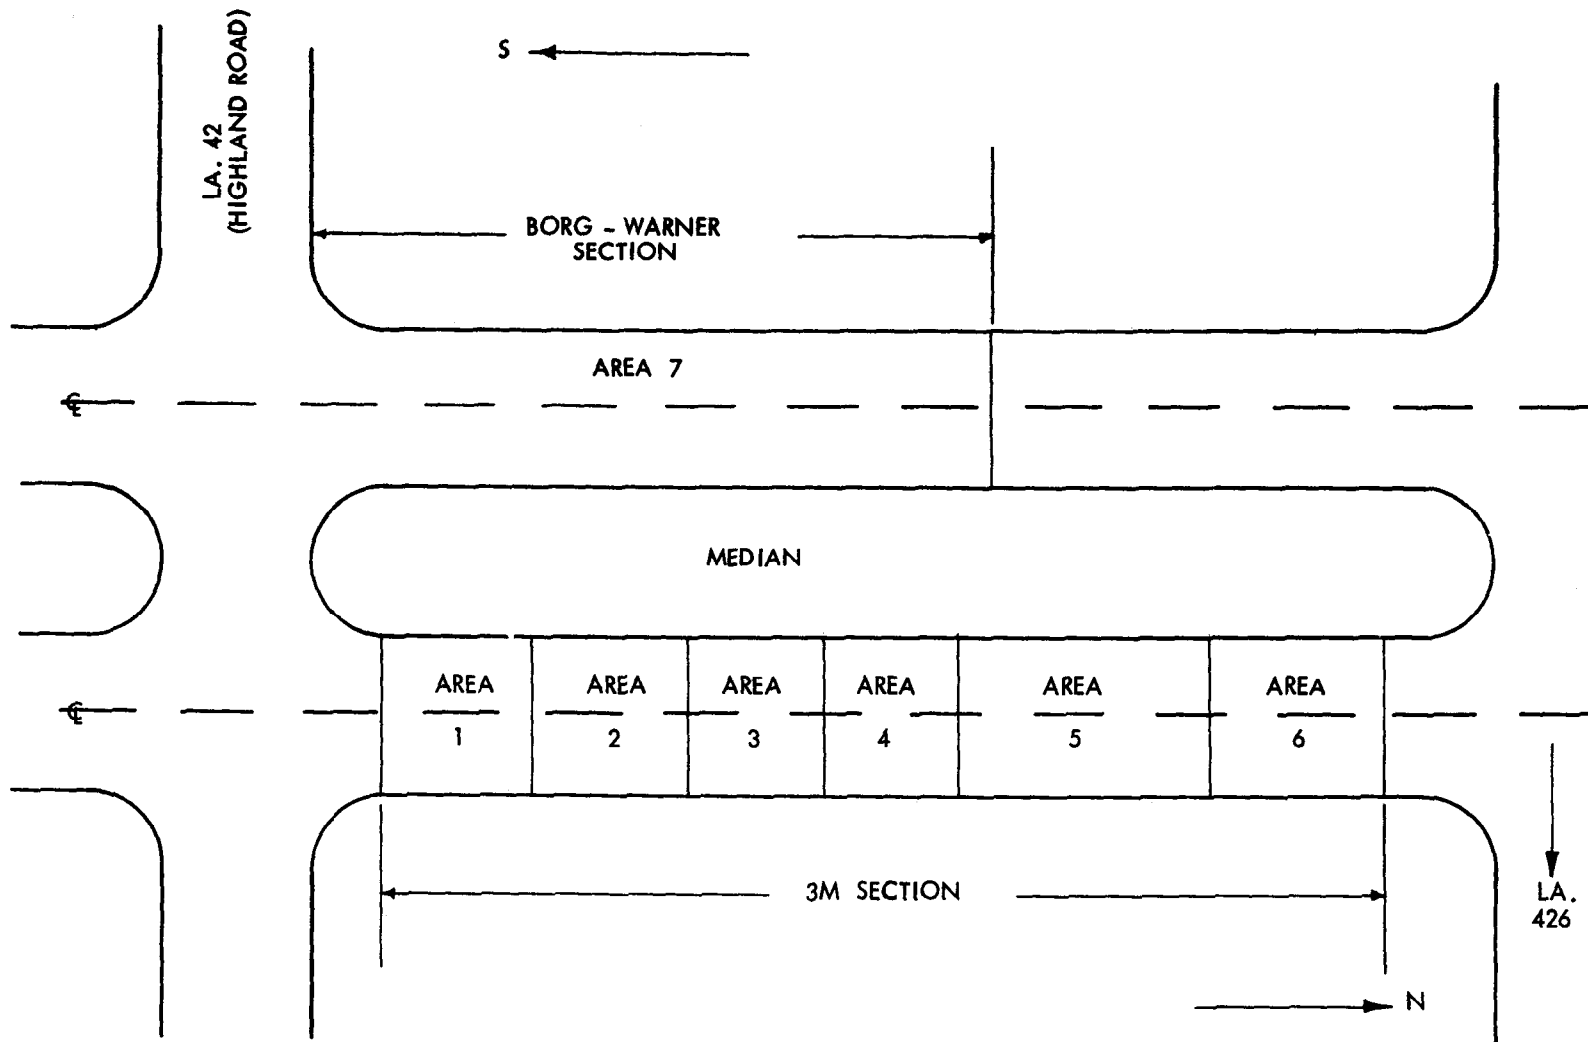 LA. 42
(HIGHLAND ROAD)
S
BORG - WARNER
SECTION
AREA 7
℄
MEDIAN
AREA
1
AREA
2
AREA
3
AREA
4
AREA
5
AREA
6
℄
3M SECTION
LA.
426
N